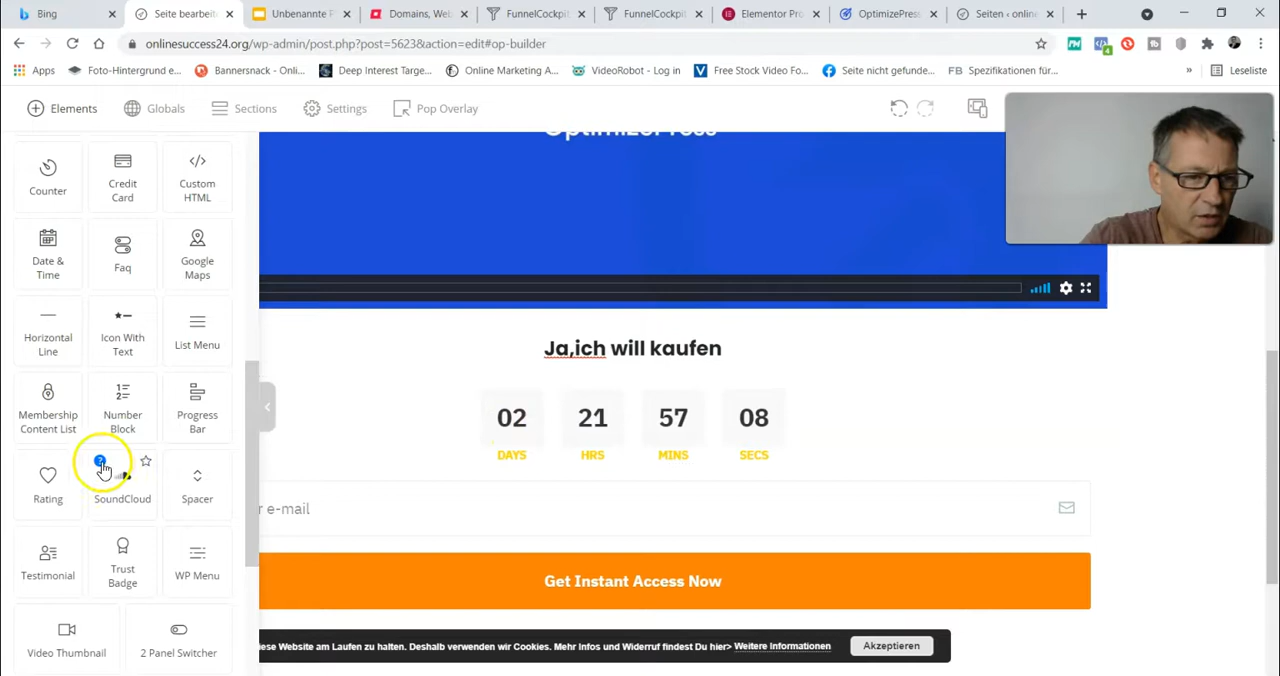 Bing
Seite bearbeit
Unbenannte P
Domains, Web
FunnelCockpit
FunnelCockpit
Elementor Pro
OptimizePress
Seiten ‹ online
onlinesuccess24.org/wp-admin/post.php?post=5623&action=edit#op-builder
Apps
Foto-Hintergrund e...
Bannersnack - Onli...
Deep Interest Targe...
Online Marketing A...
VideoRobot - Log in
Free Stock Video Fo...
Seite nicht gefunde...
FB Spezifikationen für...
»
Leseliste
Elements
Globals
Sections
Settings
Pop Overlay
OptimizePress
Counter
Credit
Card
Custom
HTML
Date &
Time
Faq
Google
Maps
Horizontal
Line
Icon With
Text
List Menu
Membership
Content List
Number
Block
Progress
Bar
Rating
SoundCloud
Spacer
Testimonial
Trust
Badge
WP Menu
Video Thumbnail
2 Panel Switcher
Ja,ich will kaufen
02 21 57 08
DAYS HRS MINS SECS
r e-mail
Get Instant Access Now
iese Website am Laufen zu halten. Deshalb verwenden wir Cookies. Mehr Infos und Widerruf findest Du hier> Weitere Informationen
Akzeptieren